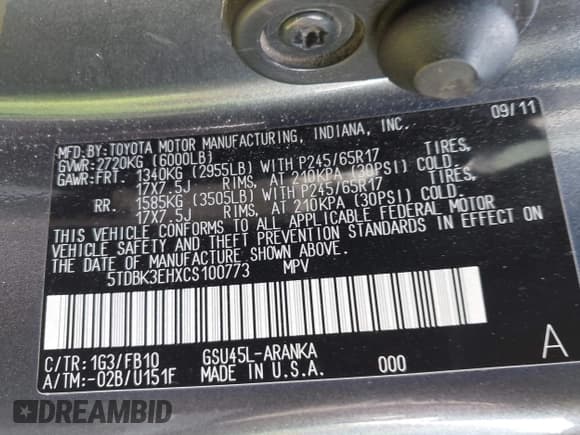 09/11
MFD.BY:TOYOTA MOTOR MANUFACTURING, INDIANA, INC.
GVWR:2720KG (6000LB)
GAWR:FRT. 1340KG (2955LB) WITH P245/65R17 TIRES,
17X7.5J RIMS, AT 210KPA (30PSI) COLD.
RR. 1585KG (3505LB) WITH P245/65R17 TIRES,
17X7.5J RIMS, AT 210KPA (30PSI) COLD.
THIS VEHICLE CONFORMS TO ALL APPLICABLE FEDERAL MOTOR
VEHICLE SAFETY AND THEFT PREVENTION STANDARDS IN EFFECT ON
THE DATE OF MANUFACTURE SHOWN ABOVE.
5TDBK3EHXCS100773 MPV
C/TR:1G3/FB10 GSU45L-ARANKA A
A/TM:-02B/U151F MADE IN U.S.A. 000
DREAMBID